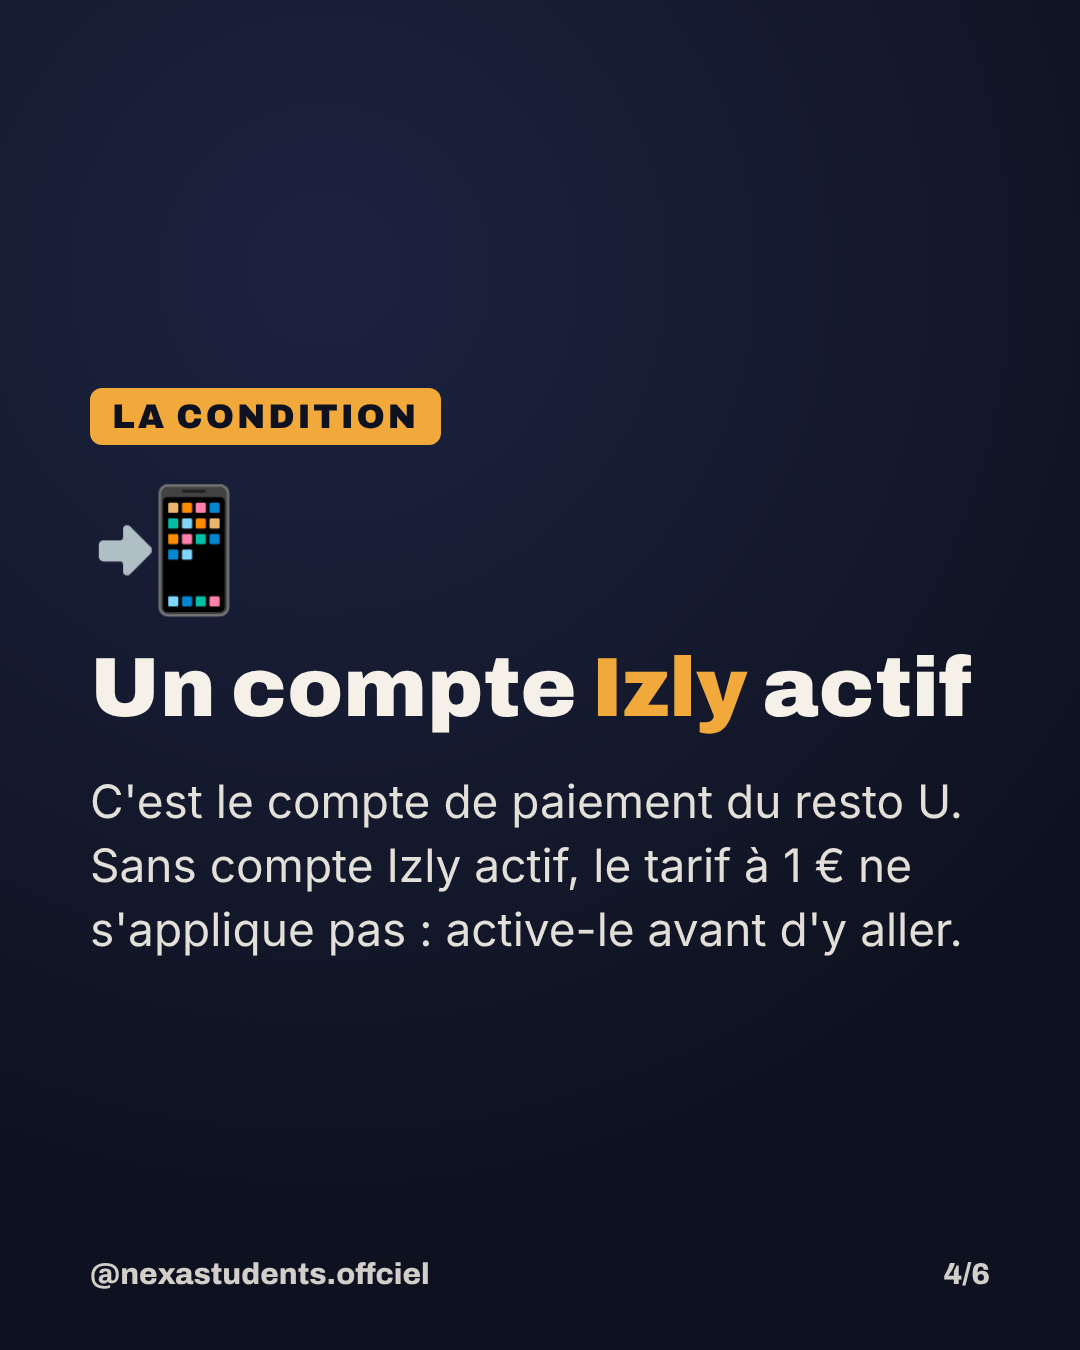 LA CONDITION
Un compte Izly actif
C'est le compte de paiement du resto U.
Sans compte Izly actif, le tarif à 1 € ne
s'applique pas : active-le avant d'y aller.
@nexastudents.offciel
4/6